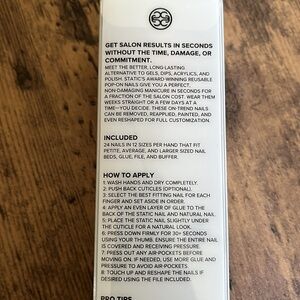 GET SALON RESULTS IN SECONDS
WITHOUT THE TIME, DAMAGE, OR
COMMITMENT.
MEET THE BETTER, LONG-LASTING
ALTERNATIVE TO GELS, DIPS, ACRYLICS, AND
POLISH. STATIC'S AWARD-WINNING REUSABLE
POP-ON NAILS GIVE YOU A PERFECT,
NON-DAMAGING MANICURE IN SECONDS FOR
A FRACTION OF THE SALON COST. WEAR THEM
WEEKS STRAIGHT OR A FEW DAYS AT A
TIME—YOU DECIDE. THESE ON-TREND NAILS
CAN BE REMOVED, REAPPLIED, PAINTED, AND
EVEN RESHAPED FOR FULL CUSTOMIZATION.
INCLUDED
24 NAILS IN 12 SIZES PER HAND THAT FIT
PETITE, AVERAGE, AND LARGER SIZED NAIL
BEDS, GLUE, FILE, AND BUFFER.
HOW TO APPLY
1: WASH HANDS AND DRY COMPLETELY.
2: PUSH BACK CUTICLES (OPTIONAL).
3: SELECT THE BEST FITTING NAIL FOR EACH
FINGER AND SET ASIDE IN ORDER.
4: APPLY AN EVEN LEVEL OF GLUE TO THE
BACK OF THE STATIC NAIL AND NATURAL NAIL.
5: PLACE THE STATIC NAIL SLIGHTLY UNDER
THE CUTICLE FOR A NATURAL LOOK.
6: PRESS DOWN FIRMLY FOR 30+ SECONDS
USING YOUR THUMB. ENSURE THE ENTIRE NAIL
IS COVERED AND RECEIVING PRESSURE.
7: PRESS OUT ANY AIR-POCKETS BEFORE
MOVING ON. IF NEEDED, USE MORE GLUE AND
PRESSURE TO AVOID AIR-POCKETS.
8: TOUCH UP AND RESHAPE THE NAILS IF
DESIRED USING THE FILE INCLUDED.
PRO TIPS